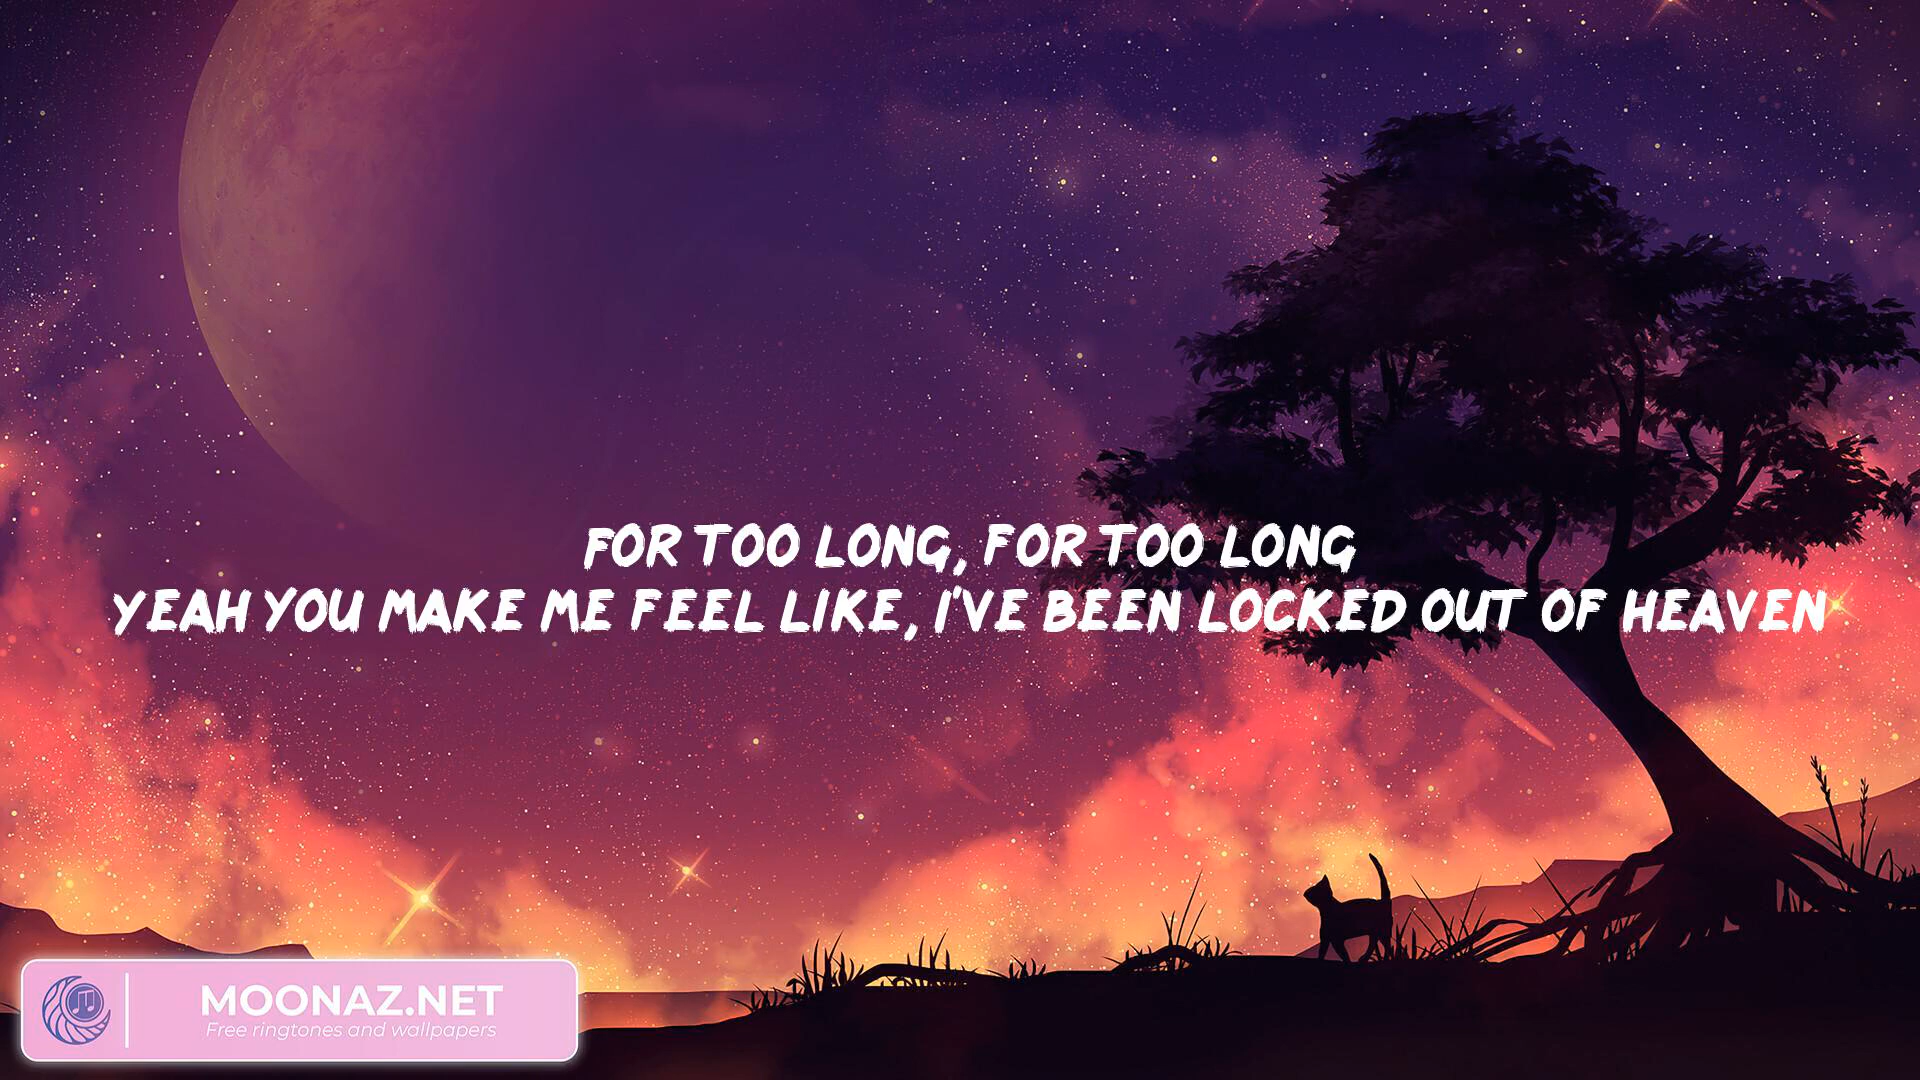 FOR TOO LONG, FOR TOO LONG
YEAH YOU MAKE ME FEEL LIKE, I'VE BEEN LOCKED OUT OF HEAVEN
MOONAZ.NET
Free ringtones and wallpapers